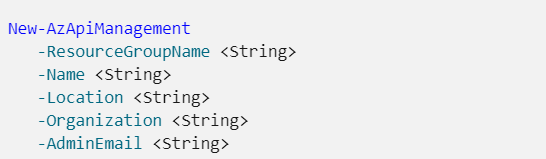 New-AzApiManagement
-ResourceGroupName <String>
-Name <String>
-Location <String>
-Organization <String>
-AdminEmail <String>